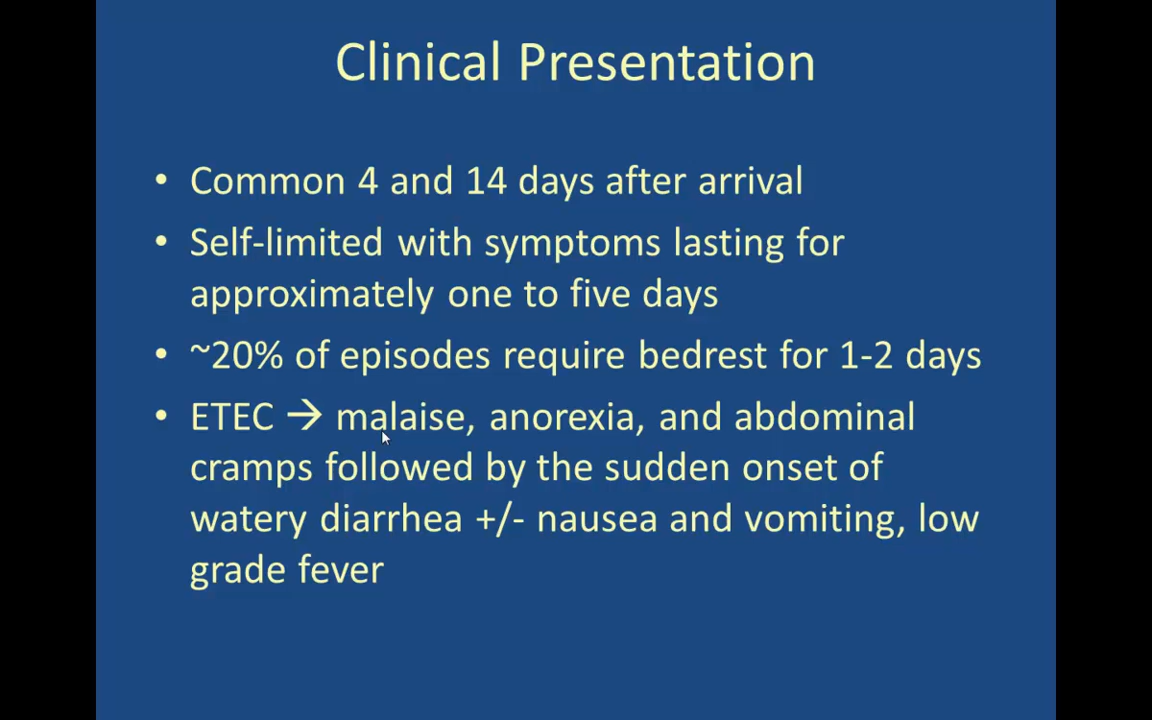 Clinical Presentation
• Common 4 and 14 days after arrival
• Self-limited with symptoms lasting for
approximately one to five days
• ~20% of episodes require bedrest for 1-2 days
• ETEC → malaise, anorexia, and abdominal
cramps followed by the sudden onset of
watery diarrhea +/- nausea and vomiting, low
grade fever